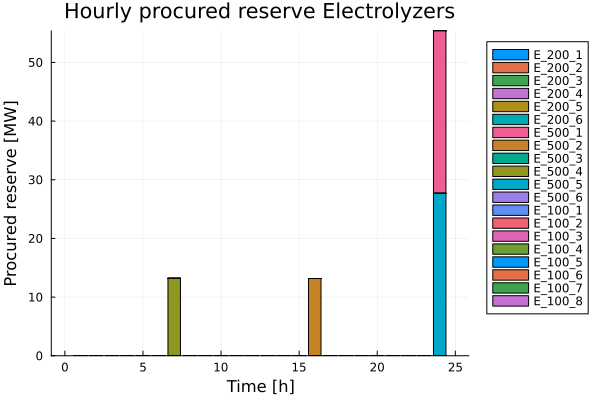 Hourly procured reserve Electrolyzers
Procured reserve [MW]
50
40
30
20
10
0
0 5 10 15 20 25
Time [h]
E_200_1
E_200_2
E_200_3
E_200_4
E_200_5
E_200_6
E_500_1
E_500_2
E_500_3
E_500_4
E_500_5
E_500_6
E_100_1
E_100_2
E_100_3
E_100_4
E_100_5
E_100_6
E_100_7
E_100_8